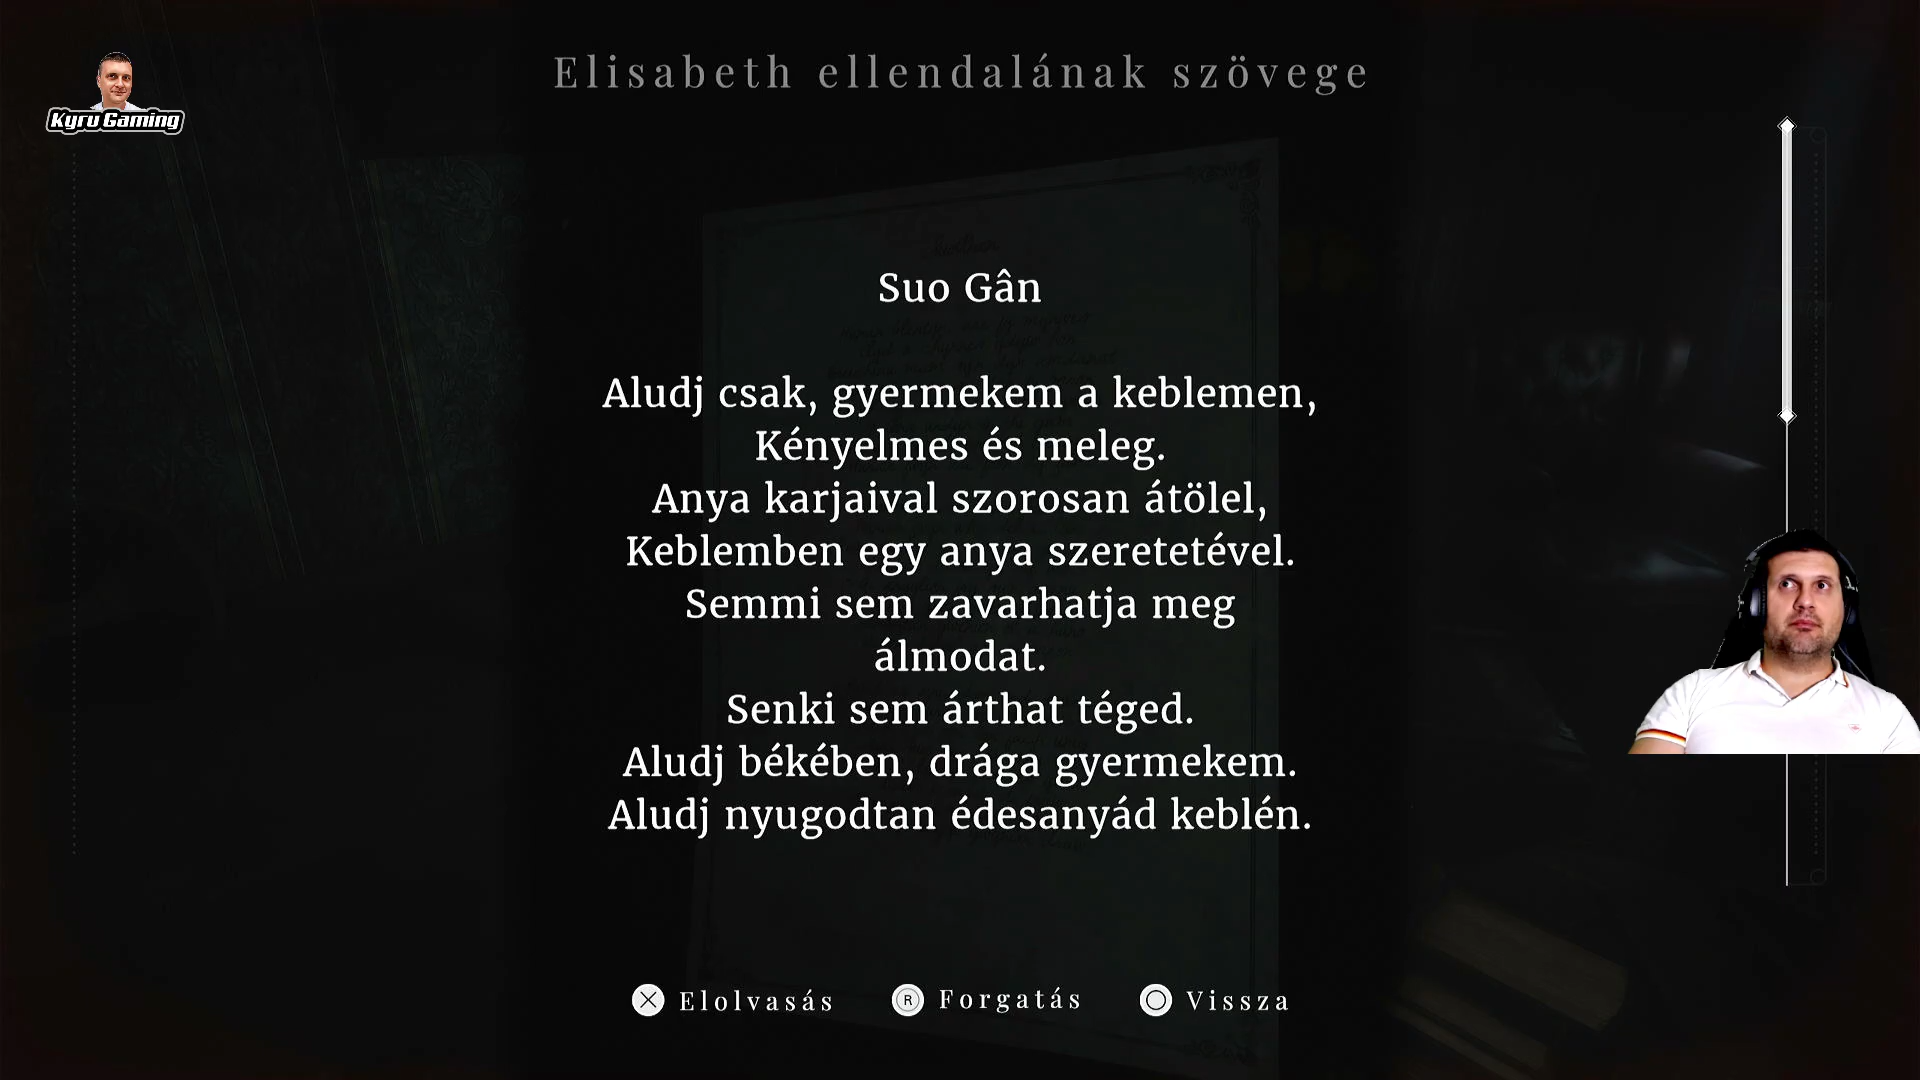 Elisabeth ellendalának szövege
Kyru Gaming
Suo Gân
Aludj csak, gyermekem a keblemen,
Kényelmes és meleg.
Anya karjaival szorosan átölel,
Keblemben egy anya szeretetével.
Semmi sem zavarhatja meg
álmodat.
Senki sem árthat téged.
Aludj békében, drága gyermekem.
Aludj nyugodtan édesanyád keblén.
Elolvasás
R Forgatás
Vissza